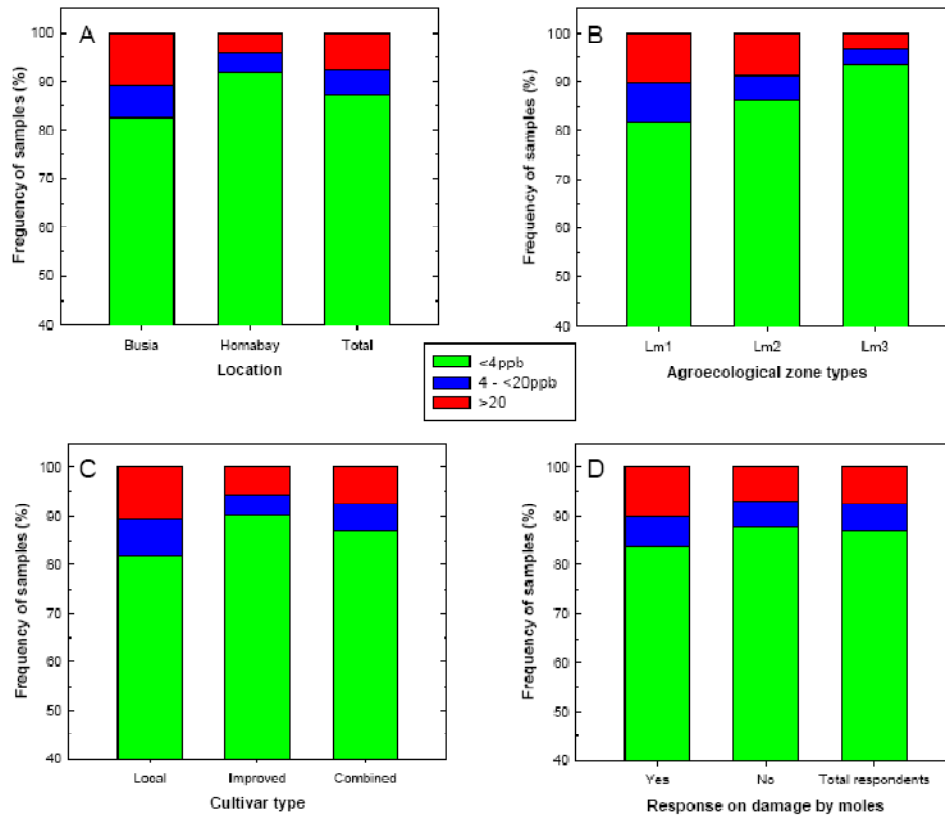 A
Freguency of samples (%)
100
90
80
70
60
50
40
Busia Homabay Total
Location
B
Frequency of samples (%)
100
90
80
70
60
50
40
Lm1 Lm2 Lm3
Agroecological zone types
<4ppb
4 - <20ppb
>20
C
Frequency of samples (%)
100
90
80
70
60
50
40
Local Improved Combined
Cultivar type
D
Frequency of samples (%)
100
90
80
70
60
50
40
Yes No Total respondents
Response on damage by moles